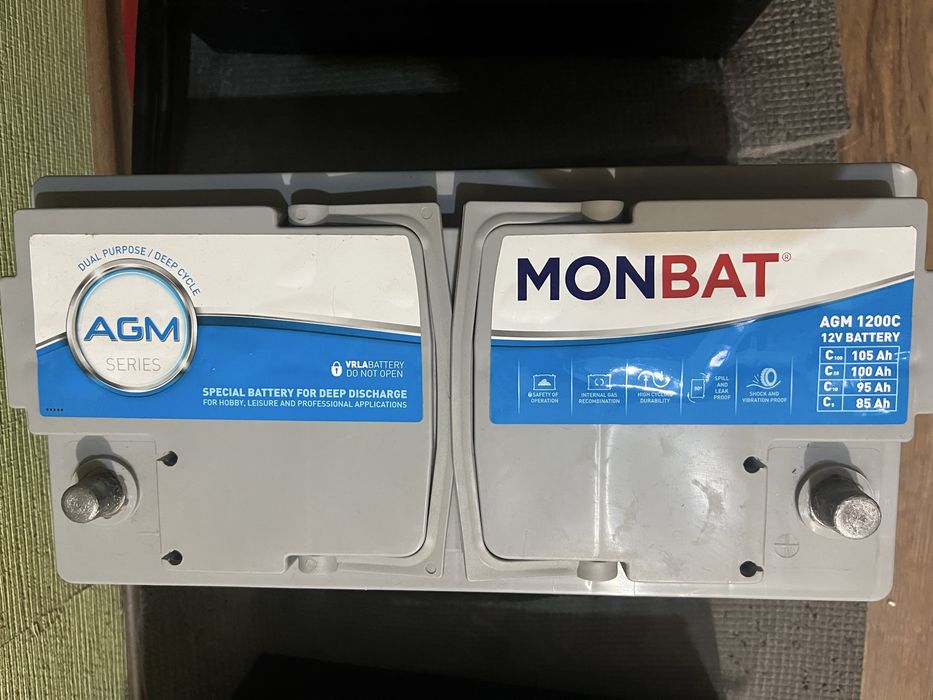 DUAL PURPOSE / DEEP CYCLE
AGM
SERIES
VRLA BATTERY
DO NOT OPEN
SPECIAL BATTERY FOR DEEP DISCHARGE
FOR HOBBY, LEISURE AND PROFESSIONAL APPLICATIONS
MONBAT®
AGM 1200C
12V BATTERY
C₁₀₀ 105 Ah
C₂₀ 100 Ah
C₁₀ 95 Ah
C₅ 85 Ah
SAFETY OF
OPERATION
INTERNAL GAS
RECOMBINATION
HIGH CYCLING
DURABILITY
90°
SPILL
AND
LEAK
PROOF
SHOCK AND
VIBRATION PROOF
+